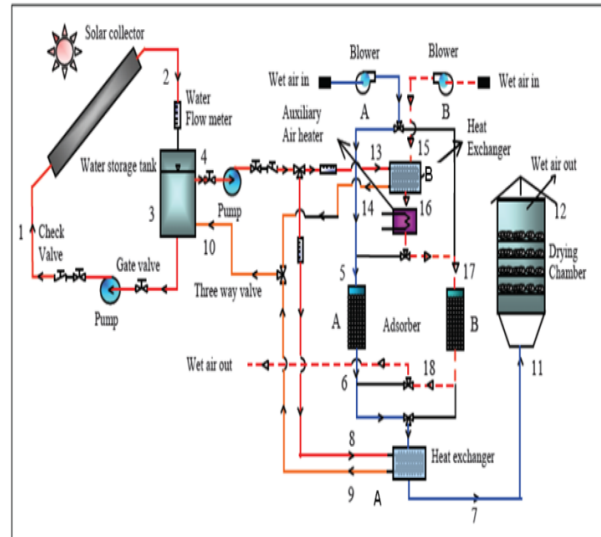 Solar collector
2
Water
Flow meter
Water storage tank
4
3
10
Pump
1
Check
Valve
Gate valve
Pump
Three way valve
Blower
Blower
Wet air in
A
B
Wet air in
Auxiliary
Air heater
Heat
Exchanger
13
15
B
14
16
Wet air out
12
Drying
Chamber
5
17
A
Adsorber
B
Wet air out
6
18
11
8
Heat exchanger
9
A
7